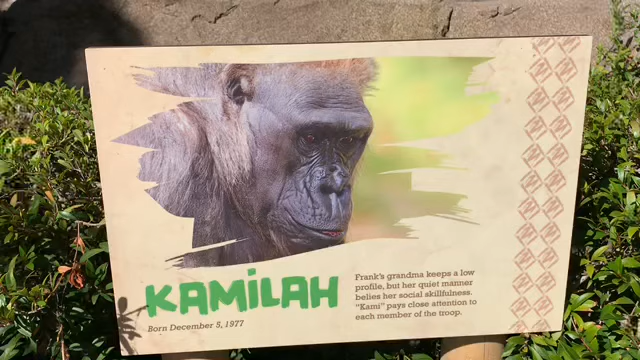 KAMiLAH
Born December 5, 1977
Frank's grandma keeps a low
profile, but her quiet manner
belies her social skillfulness.
"Kami" pays close attention to
each member of the troop.